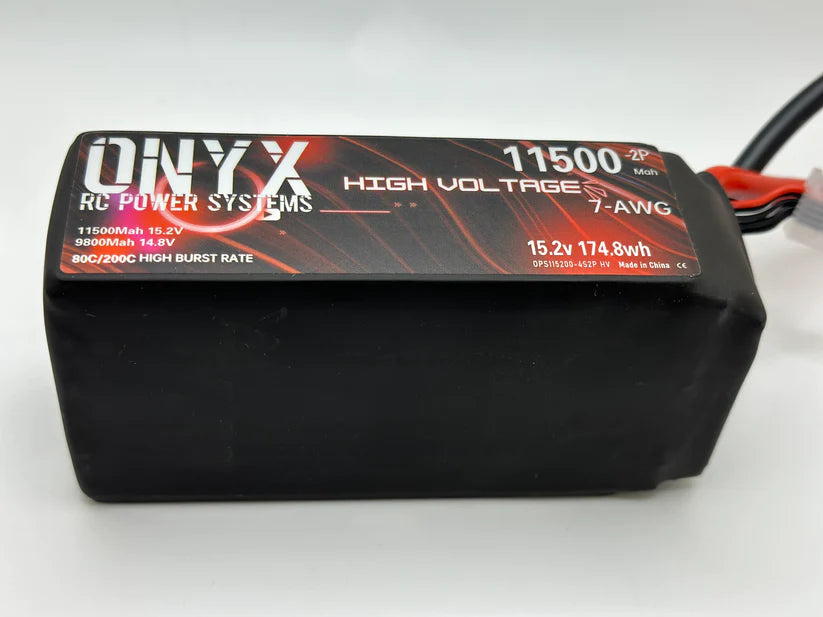 ONYX
RC POWER SYSTEMS
11500Mah 15.2V
9800Mah 14.8V
80C/200C HIGH BURST RATE
HIGH VOLTAGE
11500-2P
Mah
7-AWG
15.2v 174.8wh
OPS115200-4S2P HV Made in China CE